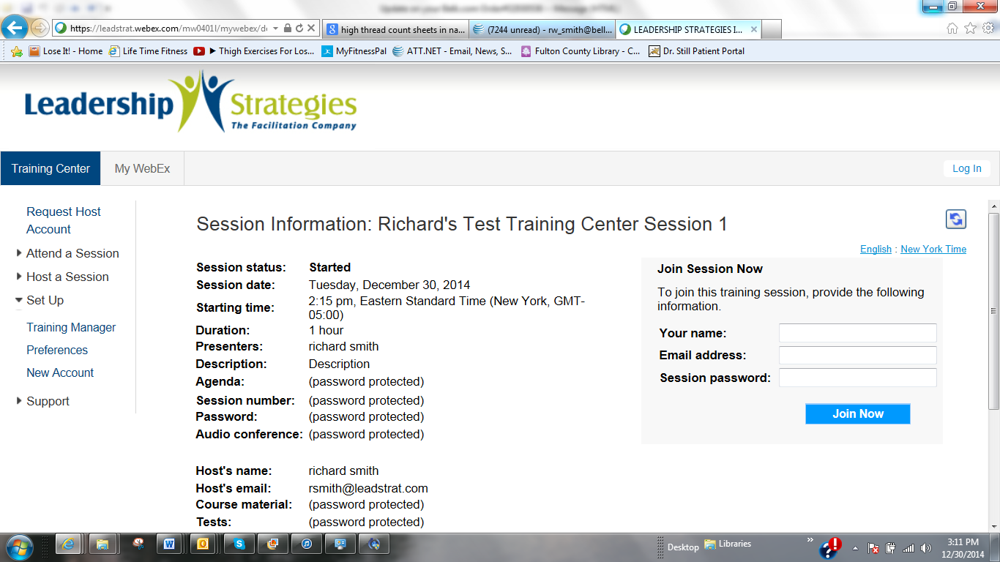 https://leadstrat.webex.com/mw0401l/mywebex/de
high thread count sheets in na...
(7244 unread) - rw_smith@bell...
LEADERSHIP STRATEGIES I...
Lose It! - Home
Life Time Fitness
► Thigh Exercises For Los...
MyFitnessPal
ATT.NET - Email, News, S...
Fulton County Library - C...
Dr. Still Patient Portal
Leadership Strategies
The Facilitation Company
Training Center
My WebEx
Log In
Request Host
Account
Attend a Session
Host a Session
Set Up
Training Manager
Preferences
New Account
Support
Session Information: Richard's Test Training Center Session 1
English : New York Time
Session status: Started
Session date: Tuesday, December 30, 2014
Starting time: 2:15 pm, Eastern Standard Time (New York, GMT-
05:00)
Duration: 1 hour
Presenters: richard smith
Description: Description
Agenda: (password protected)
Session number: (password protected)
Password: (password protected)
Audio conference: (password protected)
Host's name: richard smith
Host's email: rsmith@leadstrat.com
Course material: (password protected)
Tests: (password protected)
Join Session Now
To join this training session, provide the following
information.
Your name:
Email address:
Session password:
Join Now
Desktop
Libraries
3:11 PM
12/30/2014